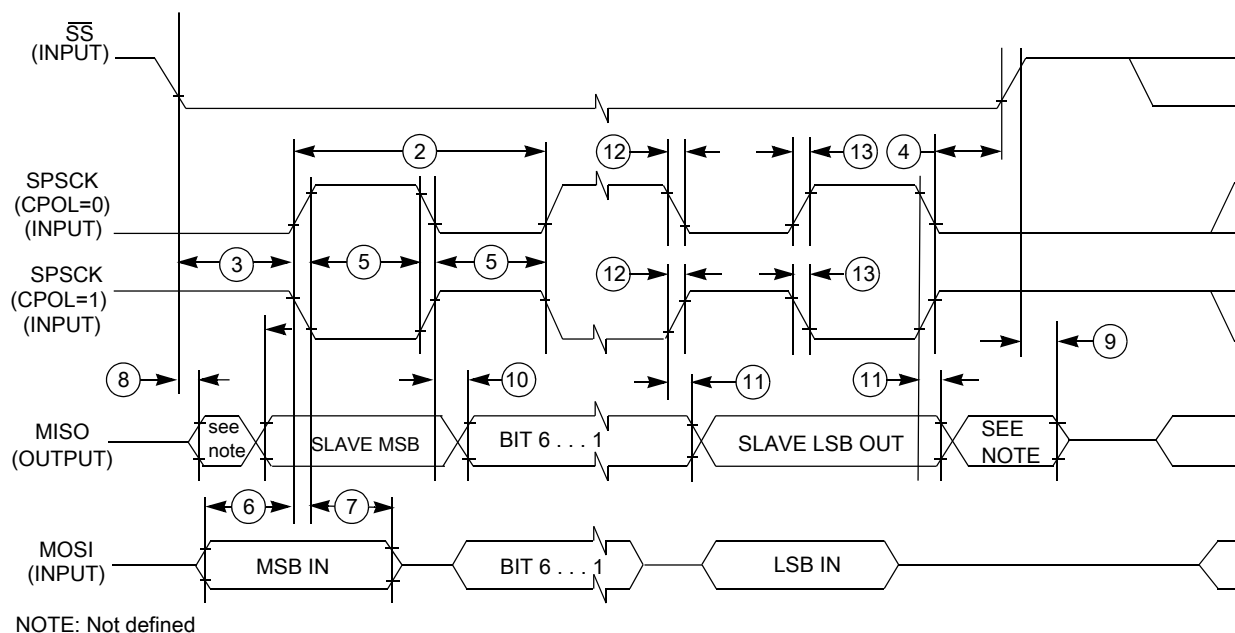 SS
(INPUT)
2
12
13
4
SPSCK
(CPOL=0)
(INPUT)
3
5
5
SPSCK
(CPOL=1)
(INPUT)
12
13
8
10
11
11
9
MISO
(OUTPUT)
see
note
SLAVE MSB
BIT 6 . . . 1
SLAVE LSB OUT
SEE
NOTE
6
7
MOSI
(INPUT)
MSB IN
BIT 6 . . . 1
LSB IN
NOTE: Not defined